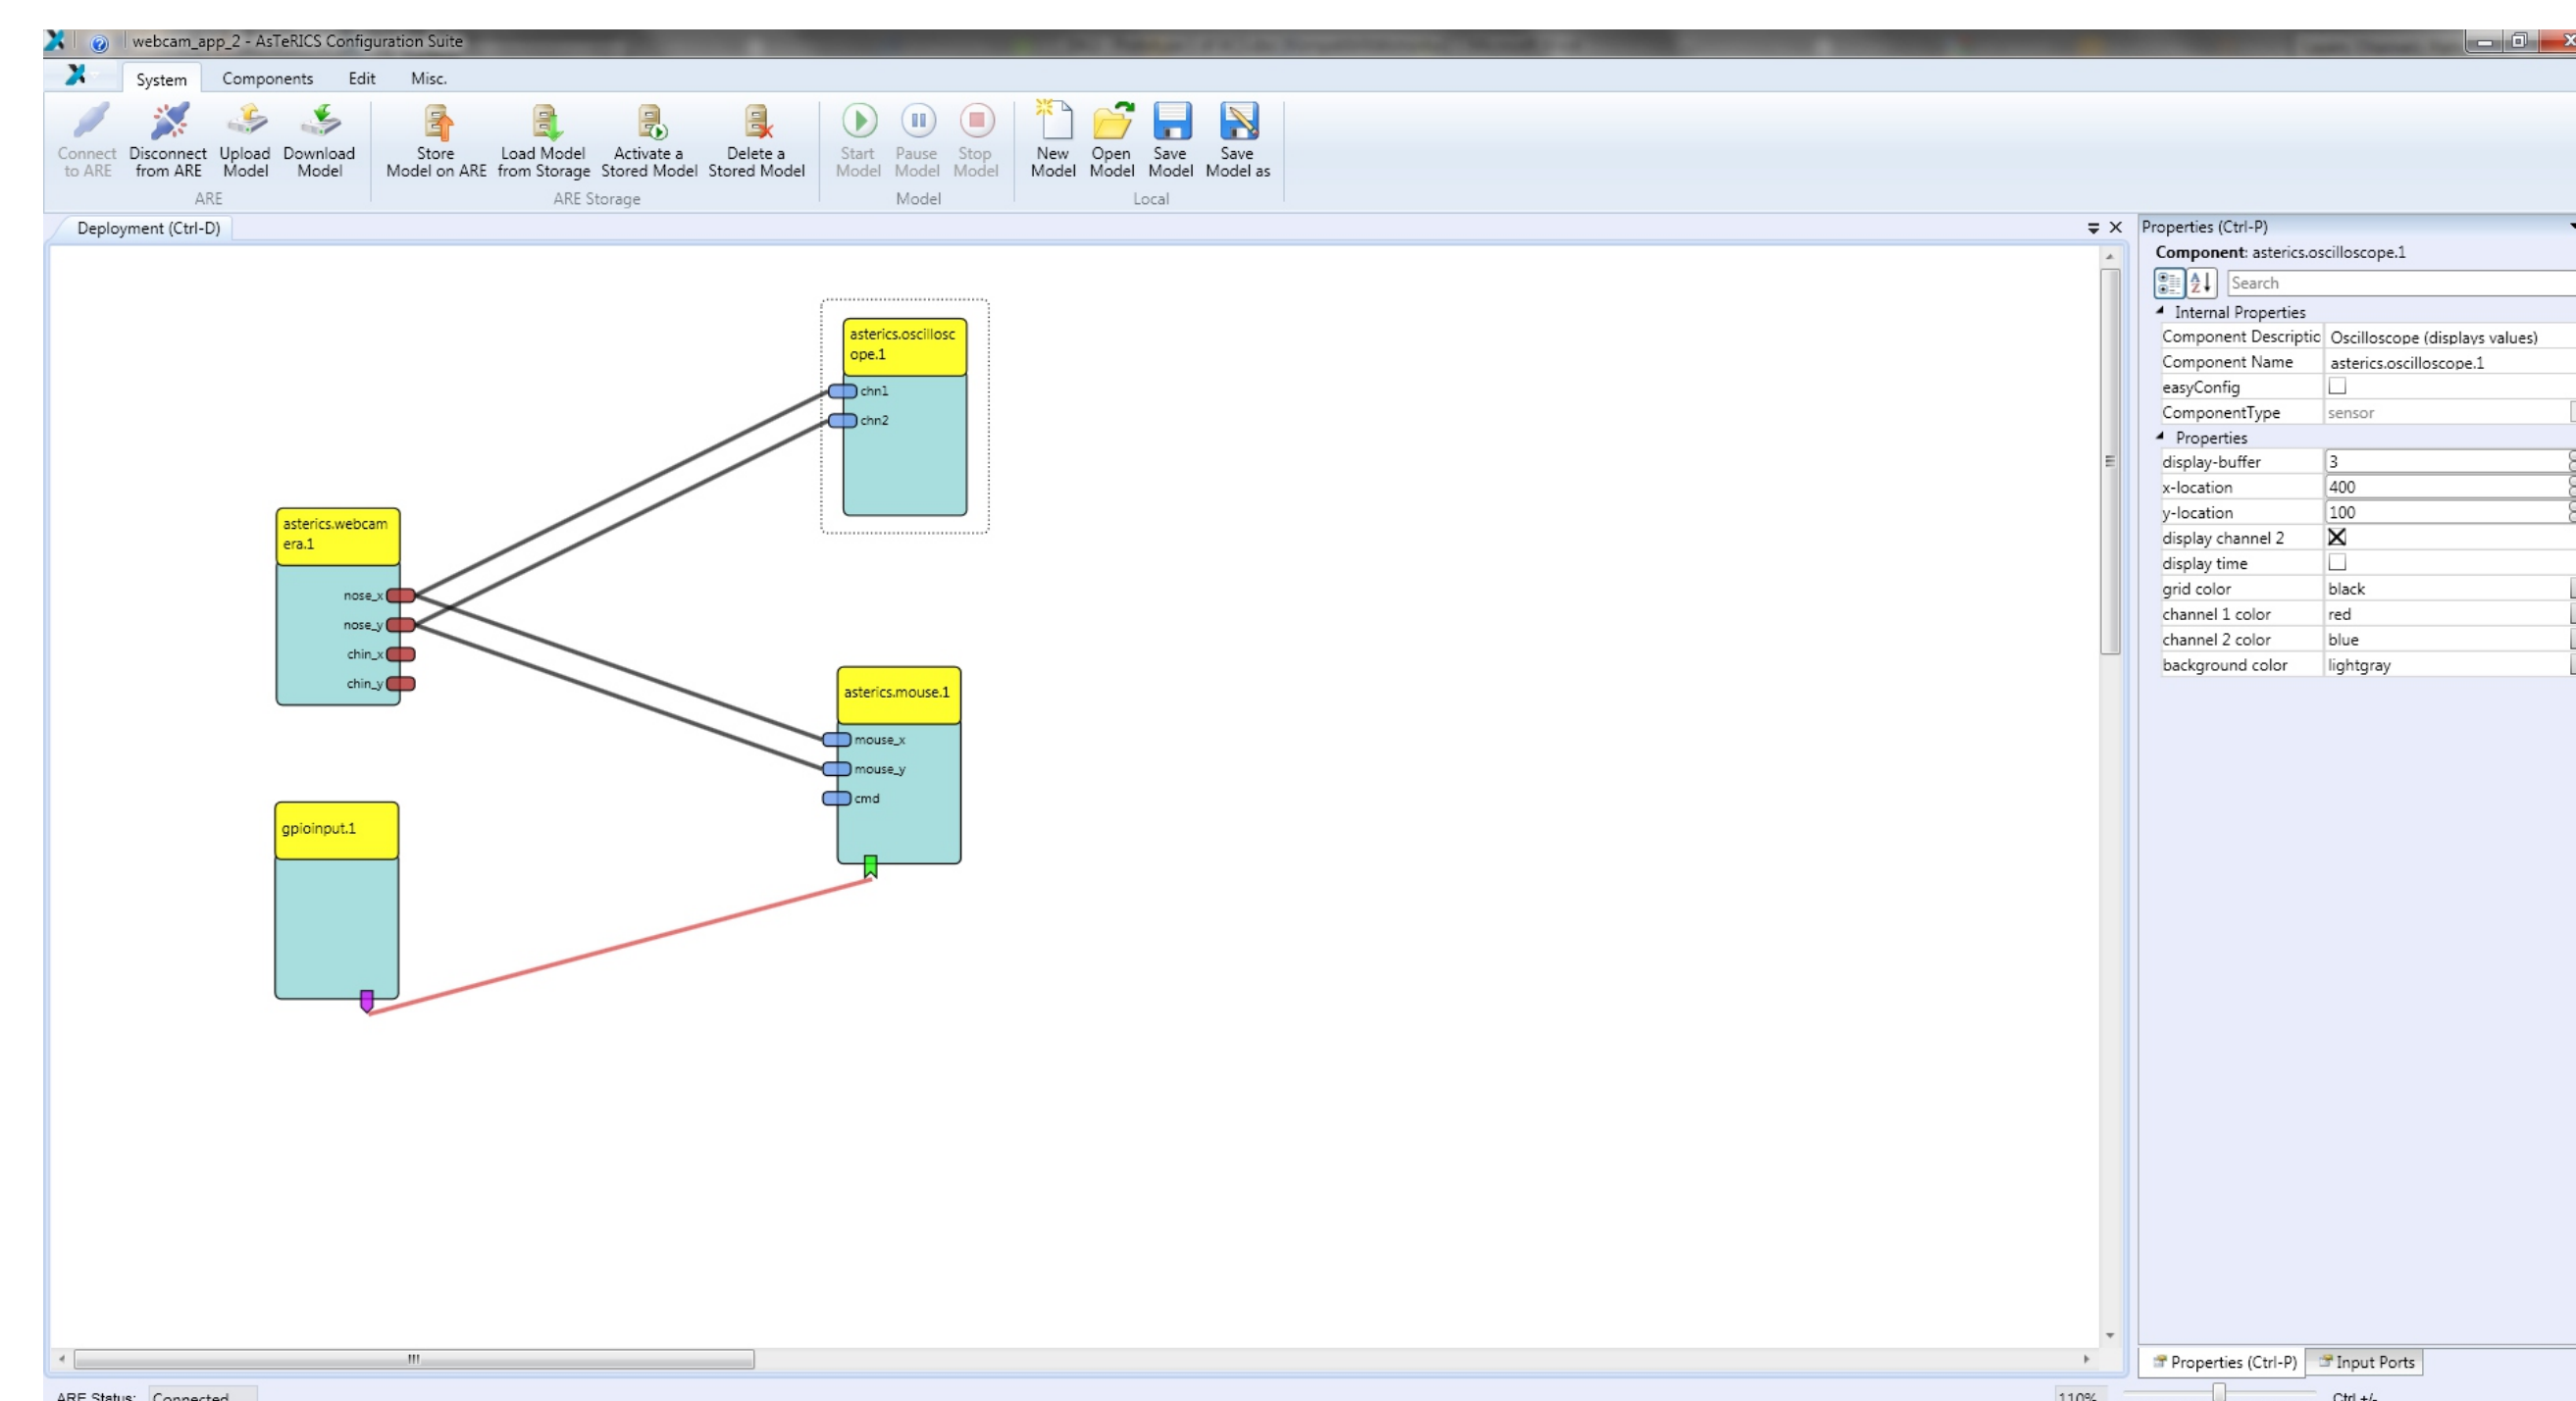 webcam_app_2 - AsTeRICS Configuration Suite
System Components Edit Misc.
Connect to ARE
Disconnect from ARE
Upload Model
Download Model
ARE
Store Model on ARE
Load Model from Storage
Activate a Stored Model
Delete a Stored Model
ARE Storage
Start Model
Pause Model
Stop Model
Model
New Model
Open Model
Save Model
Save Model as
Local
Deployment (Ctrl-D)
asterics.oscillosc
ope.1
chn1
chn2
asterics.webcam
era.1
nose_x
nose_y
chin_x
chin_y
asterics.mouse.1
mouse_x
mouse_y
cmd
gpioinput.1
Properties (Ctrl-P)
Component: asterics.oscilloscope.1
Search
Internal Properties
Component Descriptic Oscilloscope (displays values)
Component Name asterics.oscilloscope.1
easyConfig
ComponentType sensor
Properties
display-buffer 3
x-location 400
y-location 100
display channel 2
display time
grid color black
channel 1 color red
channel 2 color blue
background color lightgray
Properties (Ctrl-P) Input Ports
ARE Status: Connected
110% Ctrl +/-